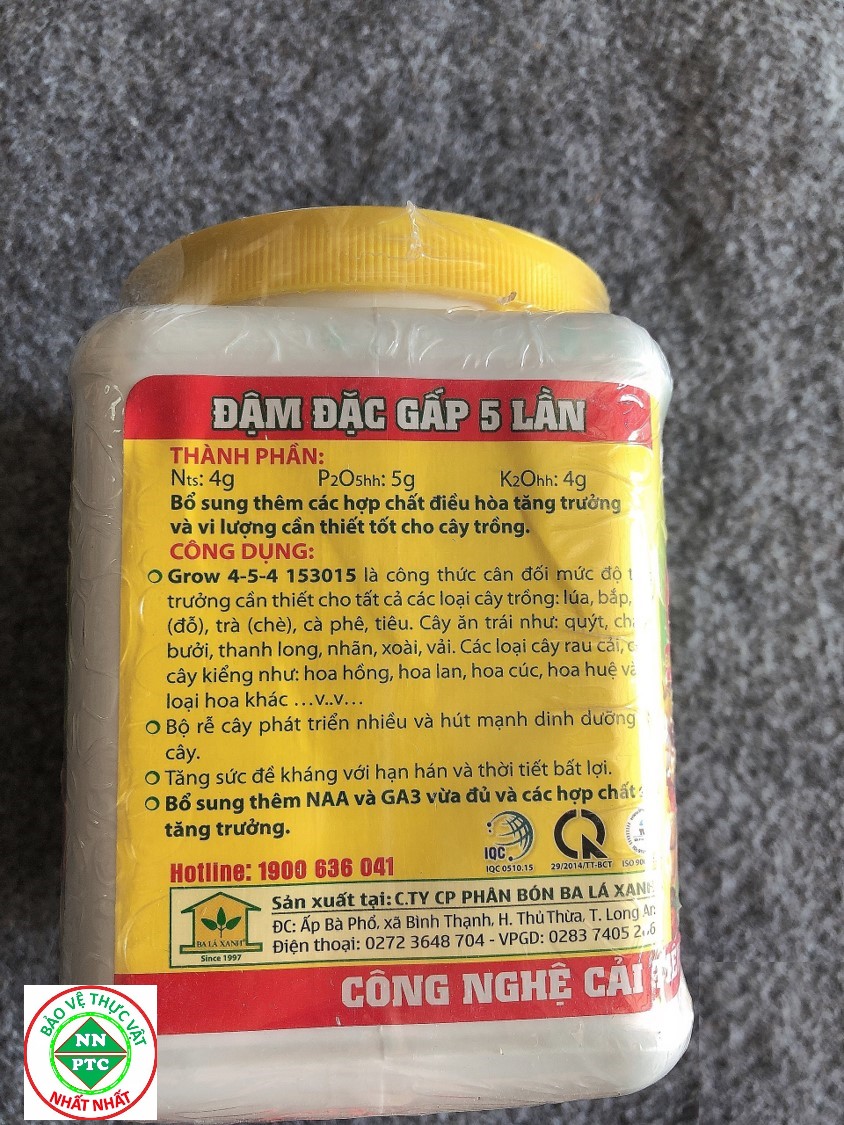 ĐẬM ĐẶC GẤP 5 LẦN
THÀNH PHẦN:
Nts: 4g P2O5hh: 5g K2Ohh: 4g
Bổ sung thêm các hợp chất điều hòa tăng trưởng
và vi lượng cần thiết tốt cho cây trồng.
CÔNG DỤNG:
Grow 4-5-4 153015 là công thức cân đối mức độ
trưởng cần thiết cho tất cả các loại cây trồng: lúa, bắp,
(đỗ), trà (chè), cà phê, tiêu. Cây ăn trái như: quýt,
bưởi, thanh long, nhãn, xoài, vải. Các loại cây rau cải,
cây kiểng như: hoa hồng, hoa lan, hoa cúc, hoa huệ và
loại hoa khác ...v..v...
Bộ rễ cây phát triển nhiều và hút mạnh dinh dưỡng
cây.
Tăng sức đề kháng với hạn hán và thời tiết bất lợi.
Bổ sung thêm NAA và GA3 vừa đủ và các hợp chất
tăng trưởng.
IQC
IQC 0510.15
CR
29/2014/TT-BCT
ISO
Hotline: 1900 636 041
BA LÁ XANH
Since 1997
Sản xuất tại: C.TY CP PHÂN BÓN BA LÁ XANH
ĐC: Ấp Bà Phổ, xã Bình Thạnh, H. Thủ Thừa, T. Long An
Điện thoại: 0272 3648 704 - VPGD: 0283 7405
CÔNG NGHỆ CẢI
BẢO VỆ THỰC VẬT
NN
PTC
NHẤT NHẤT